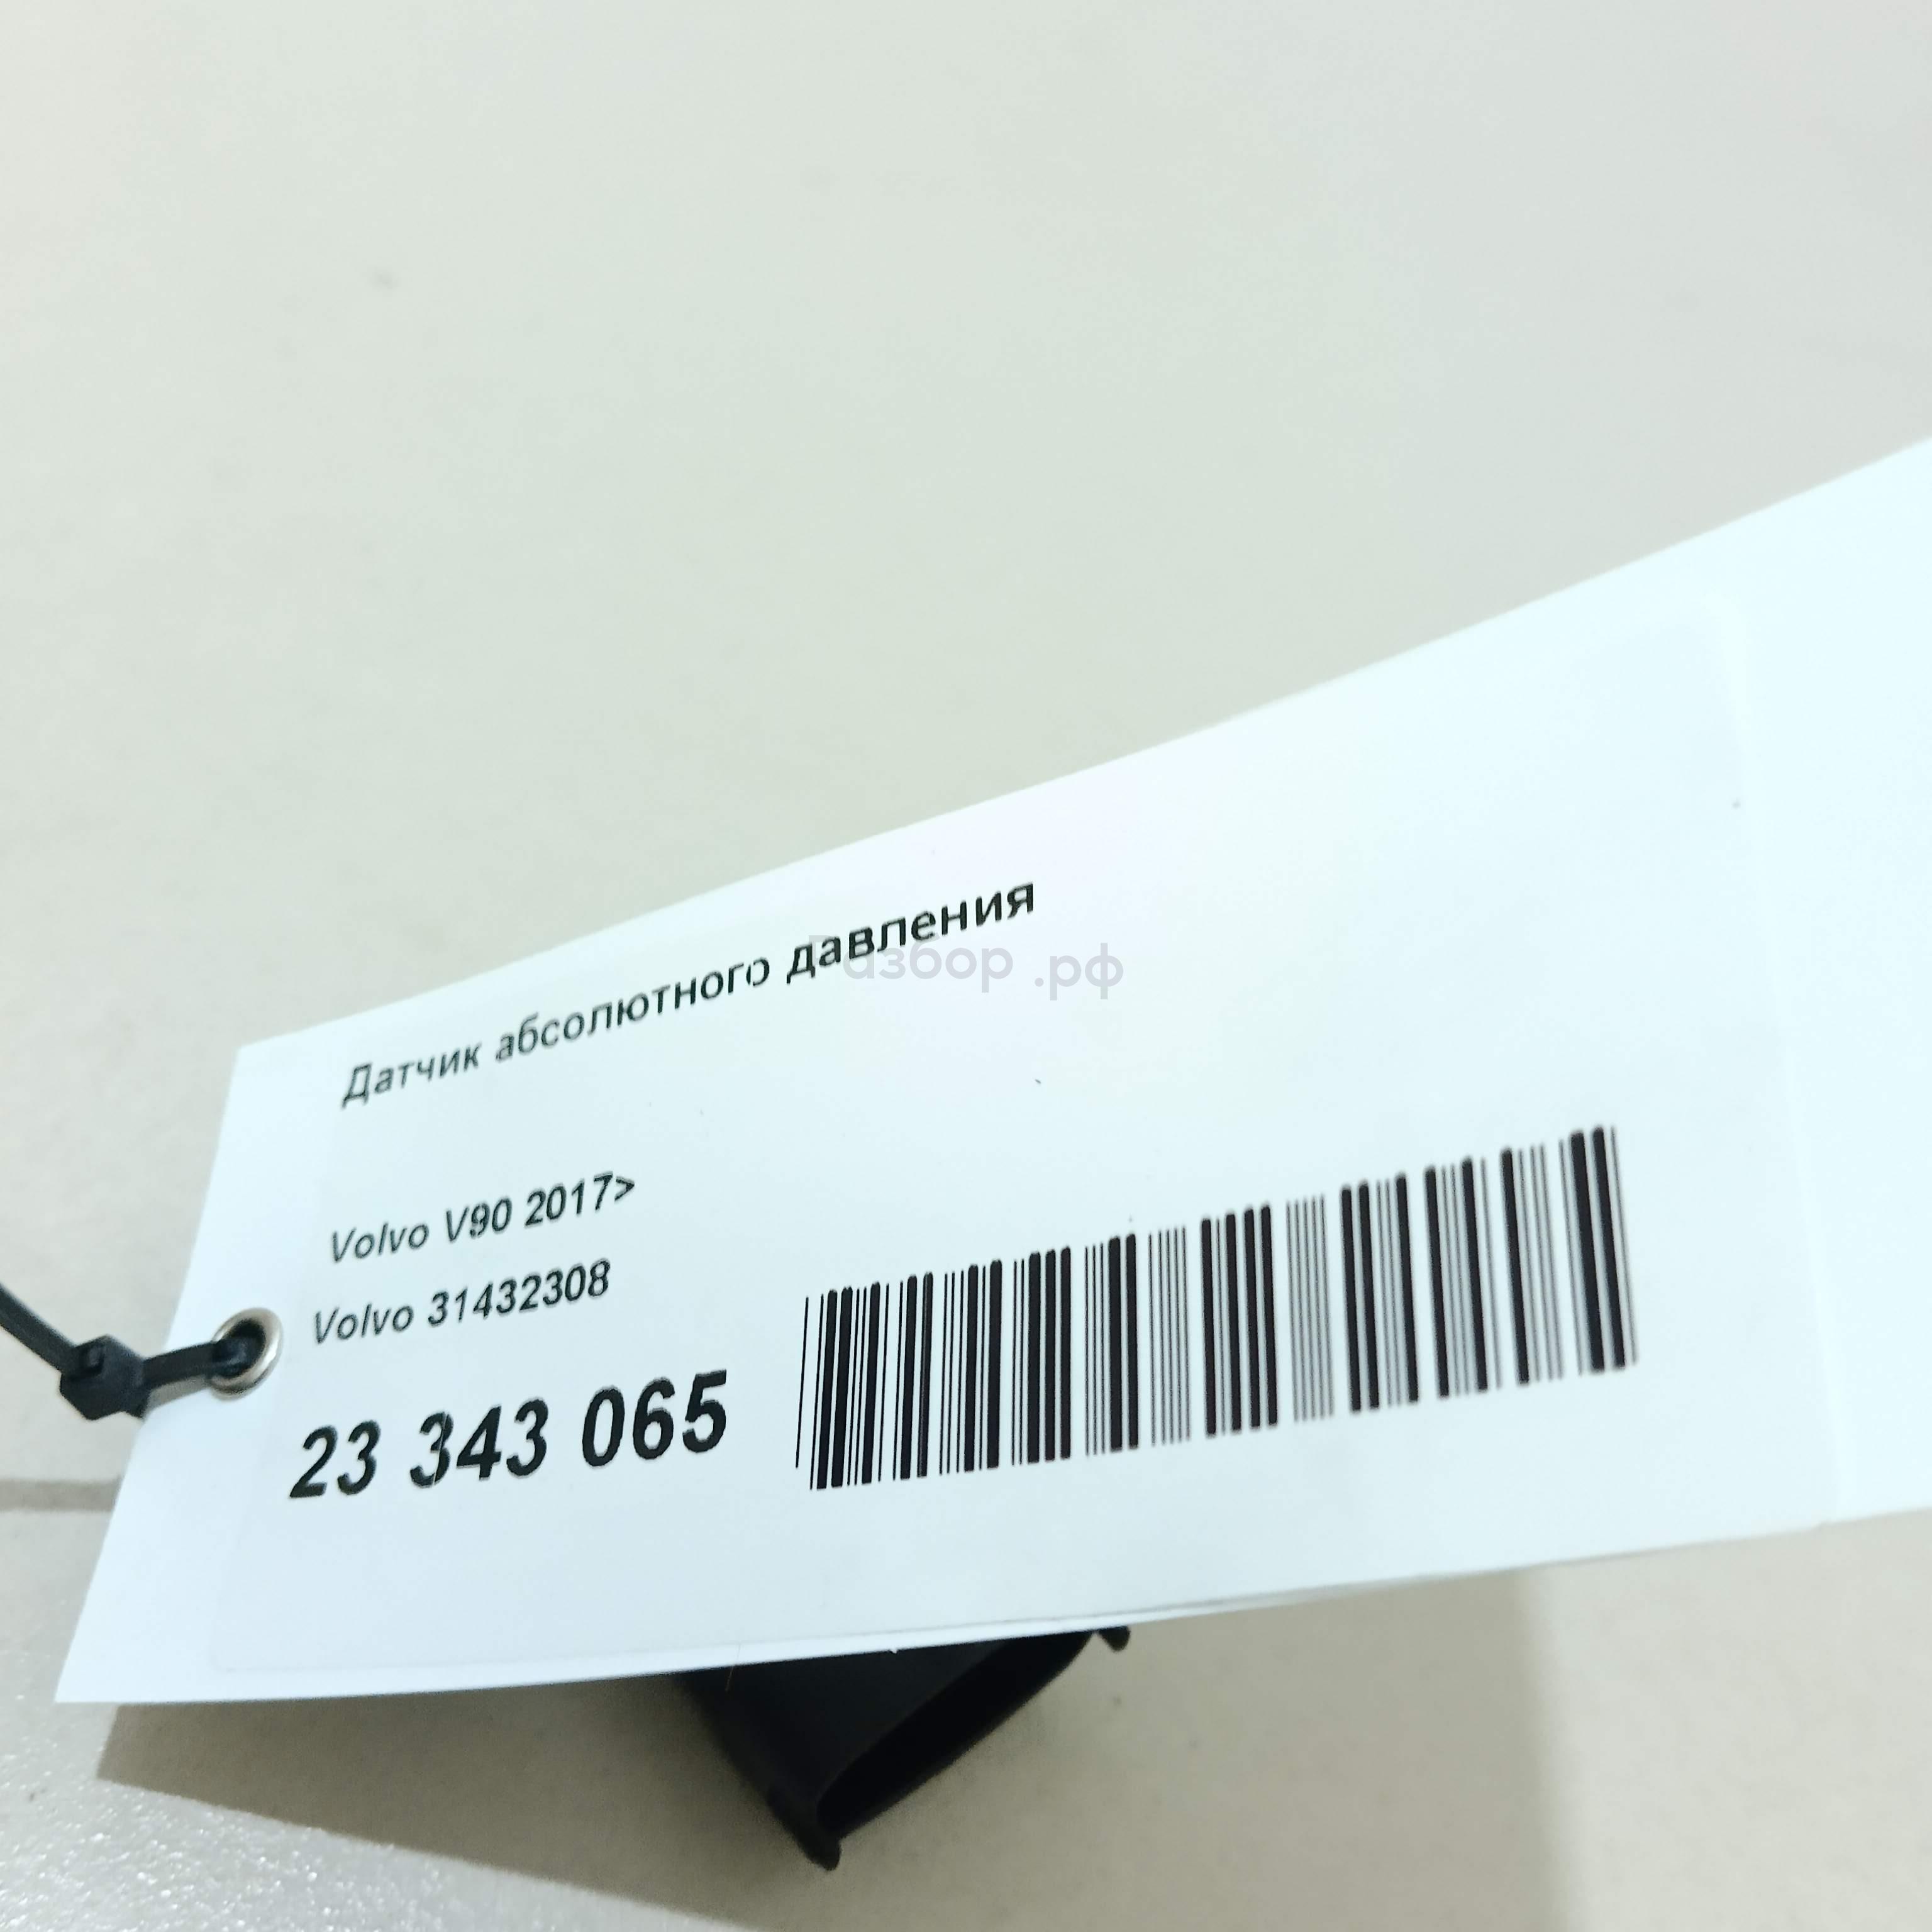 Датчик абсолютного давления
Разбор.рф
Volvo V90 2017>
Volvo 31432308
23 343 065